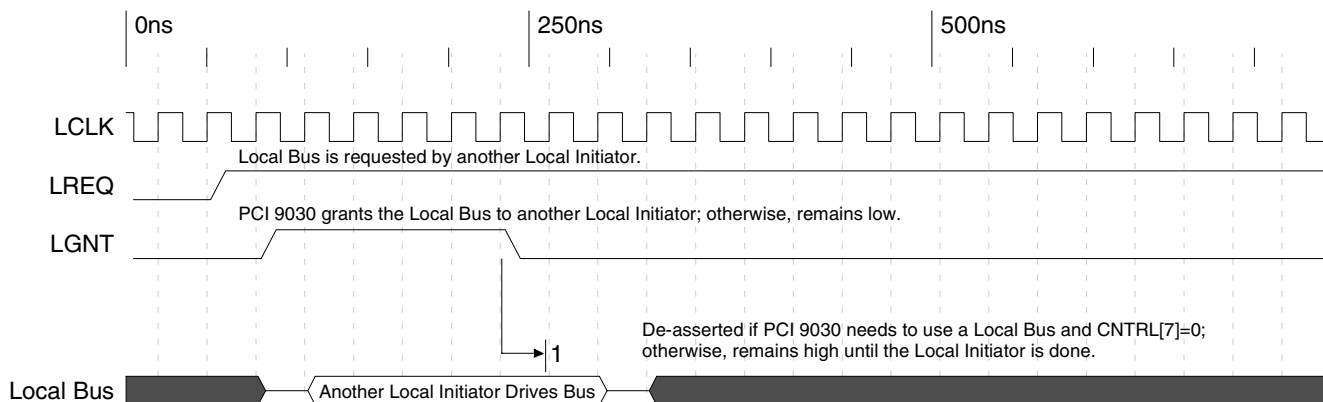 0ns
250ns
500ns
LCLK
Local Bus is requested by another Local Initiator.
LREQ
PCI 9030 grants the Local Bus to another Local Initiator; otherwise, remains low.
LGNT
De-asserted if PCI 9030 needs to use a Local Bus and CNTRL[7]=0;
otherwise, remains high until the Local Initiator is done.
1
Local Bus
Another Local Initiator Drives Bus